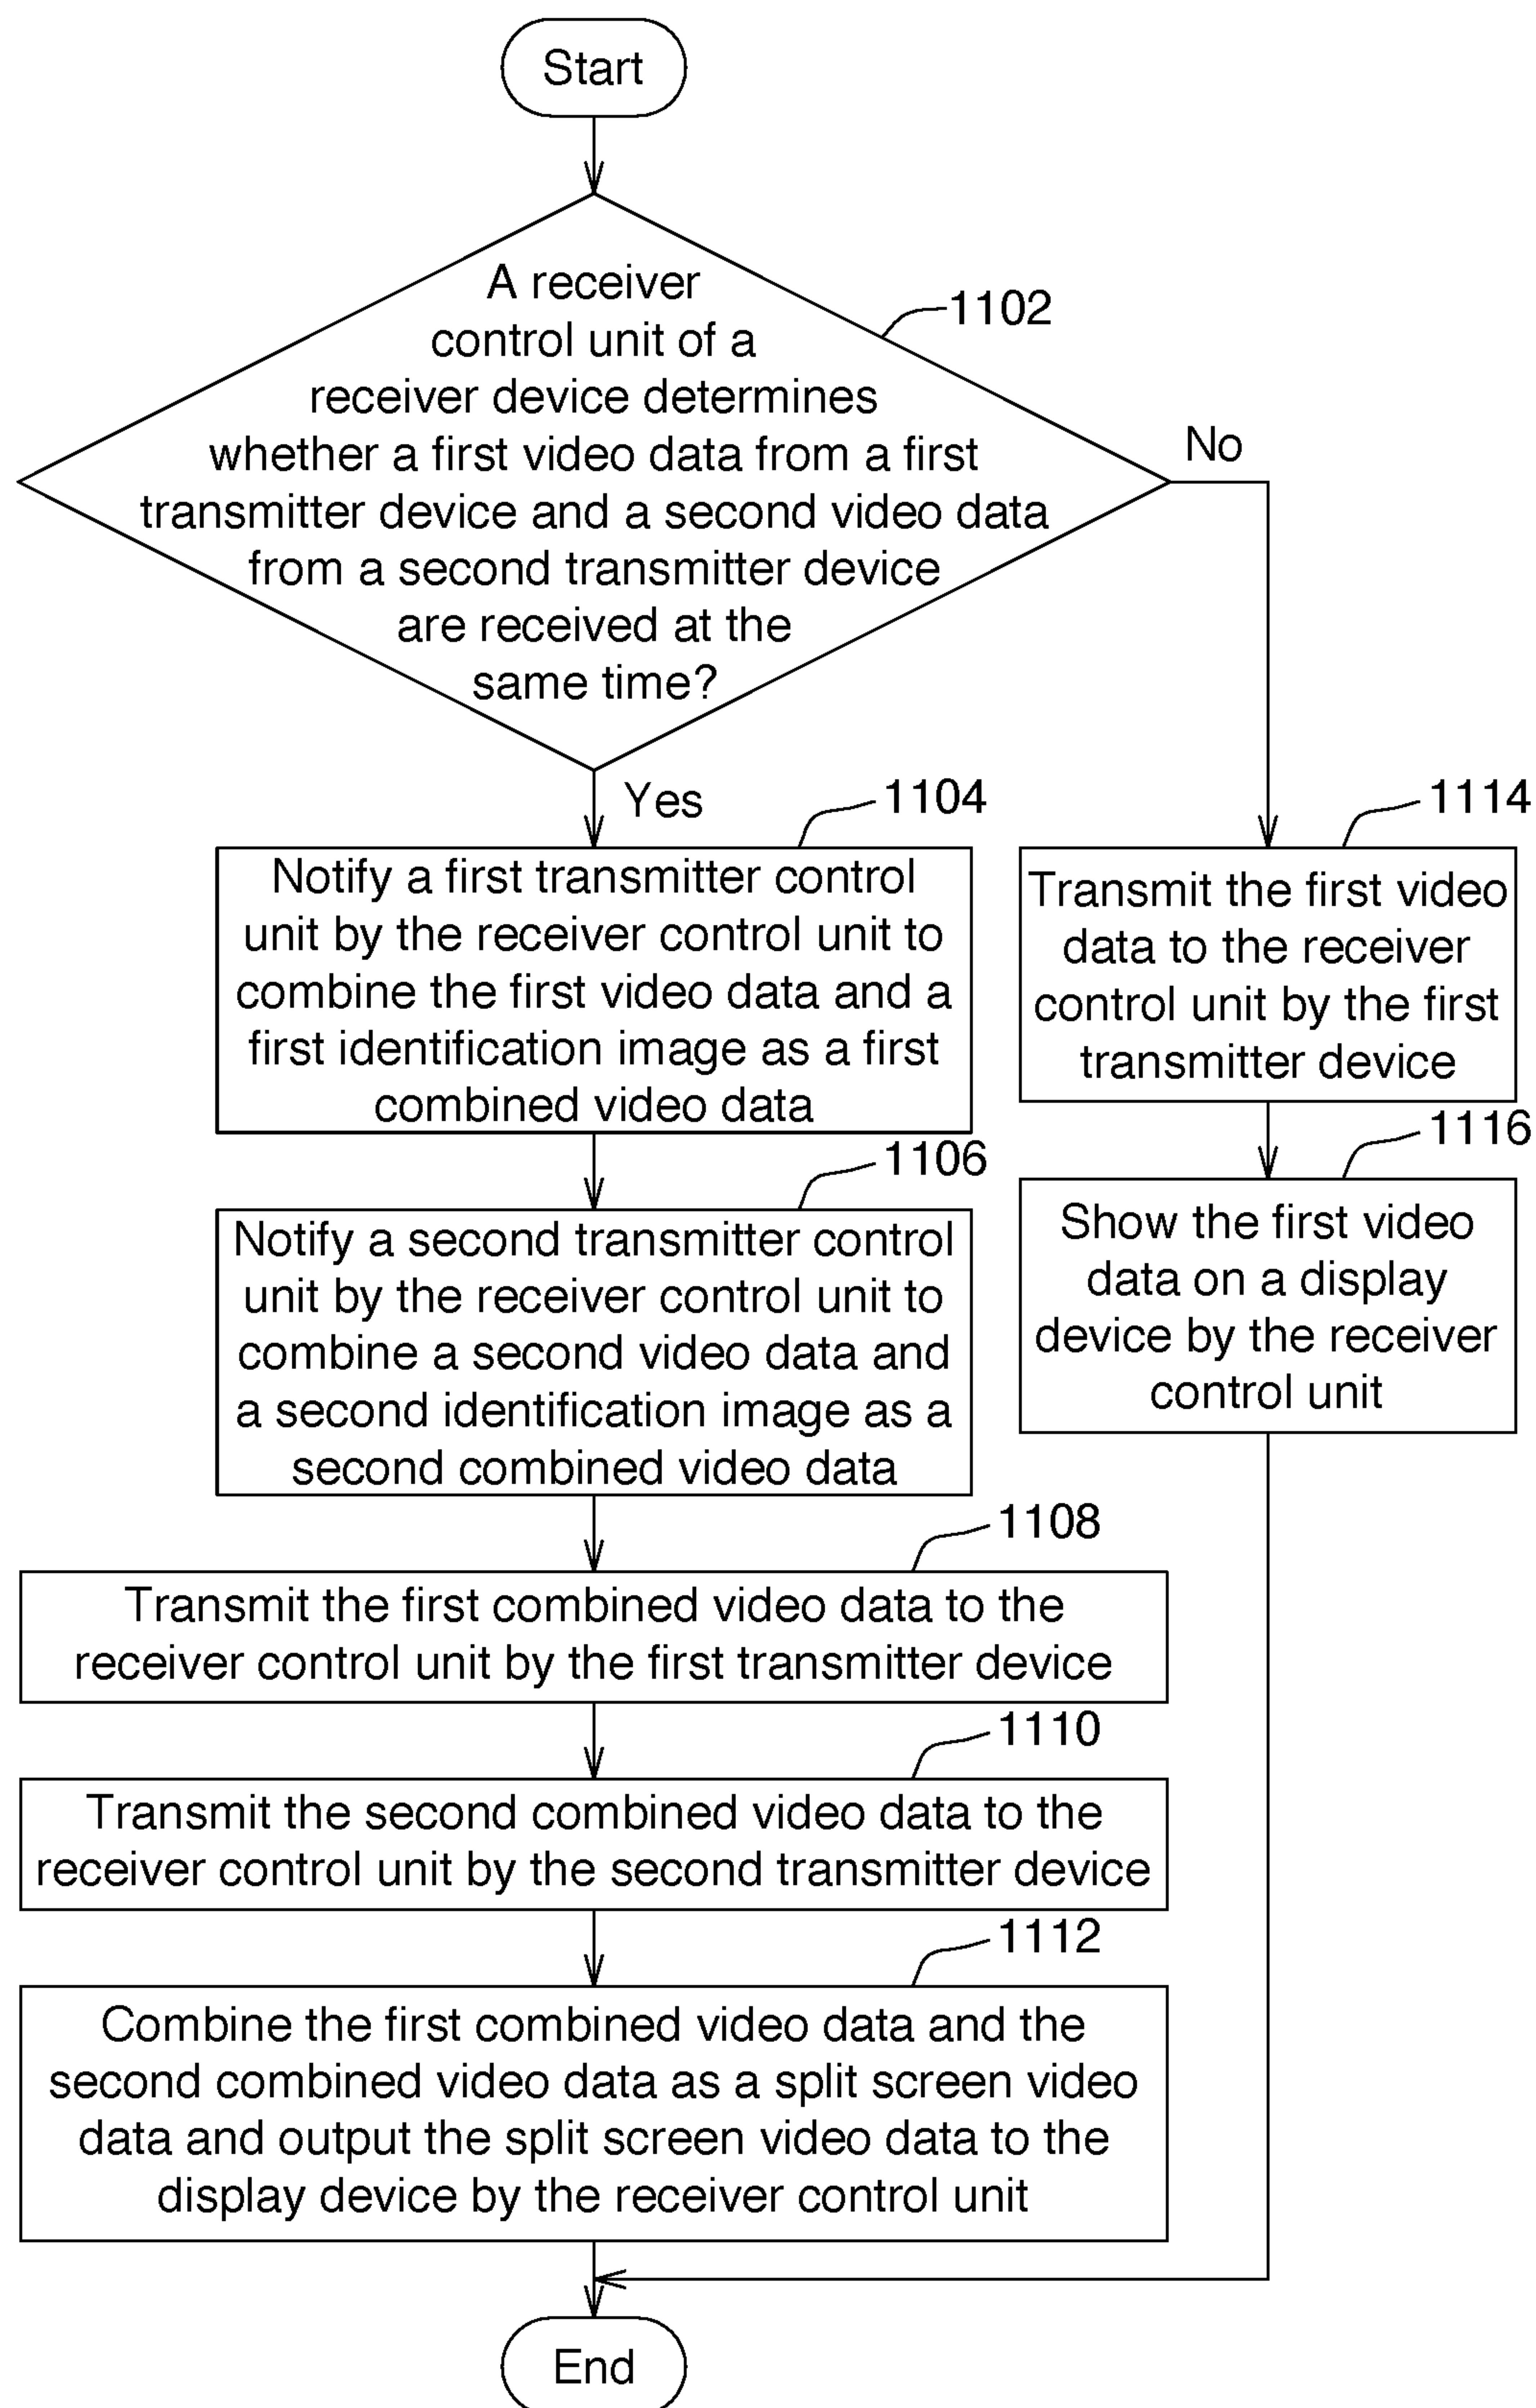 Start
A receiver
control unit of a
receiver device determines
whether a first video data from a first
transmitter device and a second video data
from a second transmitter device
are received at the
same time?
1102
No
Yes
1104
Notify a first transmitter control
unit by the receiver control unit to
combine the first video data and a
first identification image as a first
combined video data
1106
Notify a second transmitter control
unit by the receiver control unit to
combine a second video data and
a second identification image as a
second combined video data
1108
Transmit the first combined video data to the
receiver control unit by the first transmitter device
1110
Transmit the second combined video data to the
receiver control unit by the second transmitter device
1112
Combine the first combined video data and the
second combined video data as a split screen video
data and output the split screen video data to the
display device by the receiver control unit
1114
Transmit the first video
data to the receiver
control unit by the first
transmitter device
1116
Show the first video
data on a display
device by the receiver
control unit
End